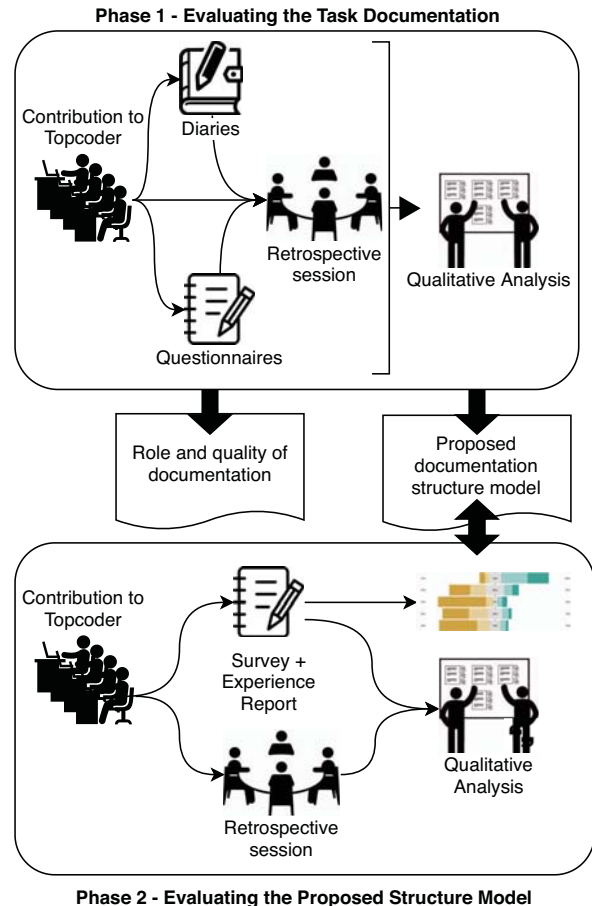 Phase 1 - Evaluating the Task Documentation
Contribution to
Topcoder
Diaries
Retrospective
session
Qualitative Analysis
Questionnaires
Role and quality of
documentation
Proposed
documentation
structure model
Contribution to
Topcoder
Survey +
Experience
Report
Retrospective
session
Qualitative
Analysis
Phase 2 - Evaluating the Proposed Structure Model